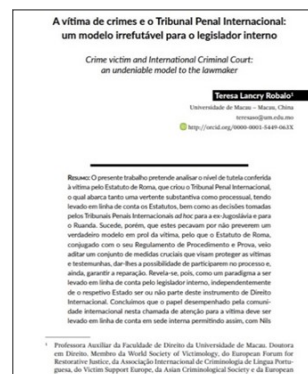 A vítima de crimes e o Tribunal Penal Internacional:
um modelo irrefutável para o legislador interno
Crime victim and International Criminal Court:
an undeniable model to the lawmaker
Teresa Lancry Robalo¹
Universidade de Macau – Macau, China
teresasr@um.edu.mo
http://orcid.org/0000-0001-5449-063X
RESUMO: O presente trabalho pretende analisar o nível de tutela conferida
à vítima pelo Estatuto de Roma, que criou o Tribunal Penal Internacional,
o qual abarca tanto uma vertente substantiva como processual, tendo
levado em linha de conta os Estatutos, bem como as decisões tomadas
pelos Tribunais Penais Internacionais ad hoc para a ex-Jugoslávia e para
o Ruanda. Sucede, porém, que estes pecavam por não preverem um
verdadeiro modelo em prol da vítima, pelo que o Estatuto de Roma,
conjugado com o seu Regulamento de Procedimento e Prova, veio
aditar um conjunto de medidas cruciais que visam proteger as vítimas
e testemunhas, dar-lhes a possibilidade de participarem no processo e,
ainda, garantir a reparação. Revela-se, pois, como um paradigma a ser
levado em linha de conta pelo legislador interno, independentemente
de o respetivo Estado ser ou não parte deste instrumento de Direito
Internacional. Concluímos que o papel desempenhado pela comuni-
dade internacional nesta chamada de atenção para a vítima deve ser
levado em linha de conta em sede interna permitindo assim, com Nils
¹ Professora Auxiliar da Faculdade de Direito da Universidade de Macau. Doutora
em Direito. Membro da World Society of Victimology, do European Forum for
Restorative Justice, da Associação Internacional de Criminologia de Língua Portu-
guesa, do Victim Support Europe, da Asian Criminological Society e da European